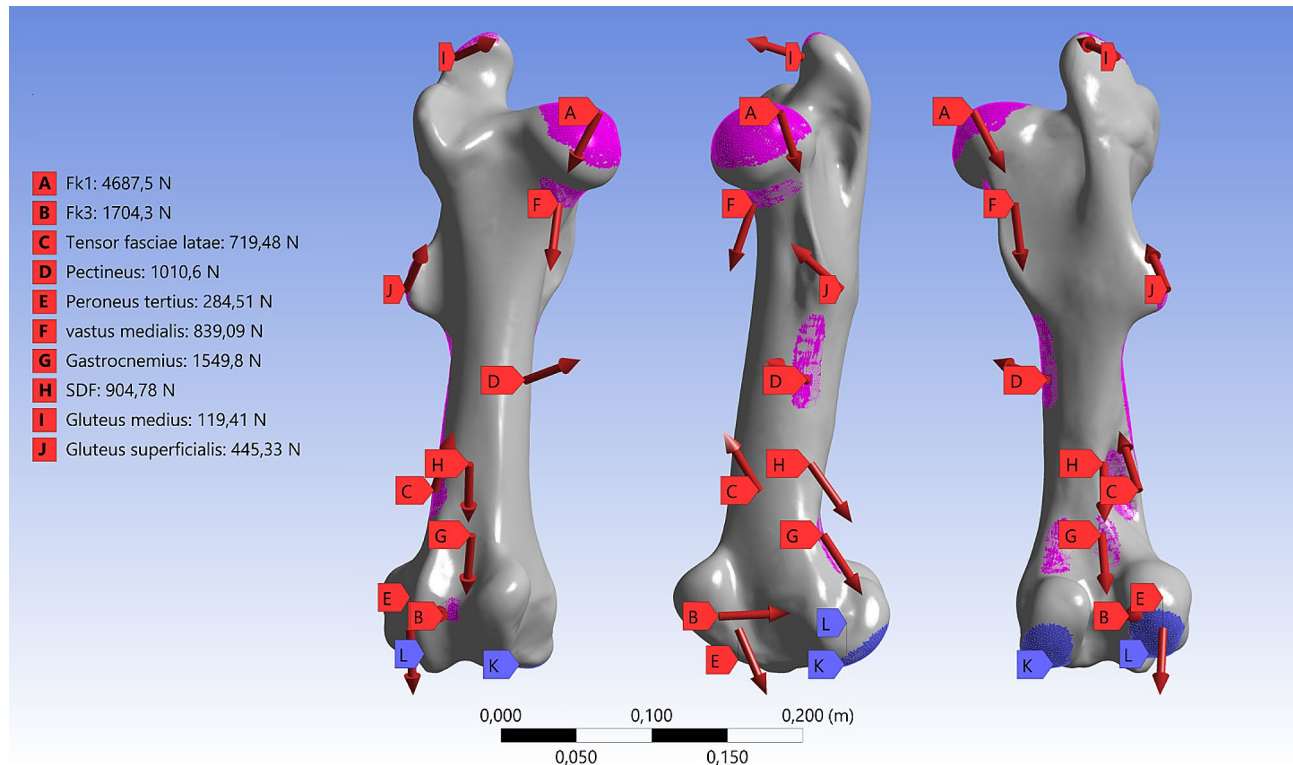 A Fk1: 4687,5 N
B Fk3: 1704,3 N
C Tensor fasciae latae: 719,48 N
D Pectineus: 1010,6 N
E Peroneus tertius: 284,51 N
F vastus medialis: 839,09 N
G Gastrocnemius: 1549,8 N
H SDF: 904,78 N
I Gluteus medius: 119,41 N
J Gluteus superficialis: 445,33 N
I
A
F
J
D
H
C
G
E
B
L
K
I
A
F
J
D
H
C
G
B
L
E
K
I
A
F
J
D
H
C
G
E
B
K
L
0,000 0,100 0,200 (m)
0,050 0,150